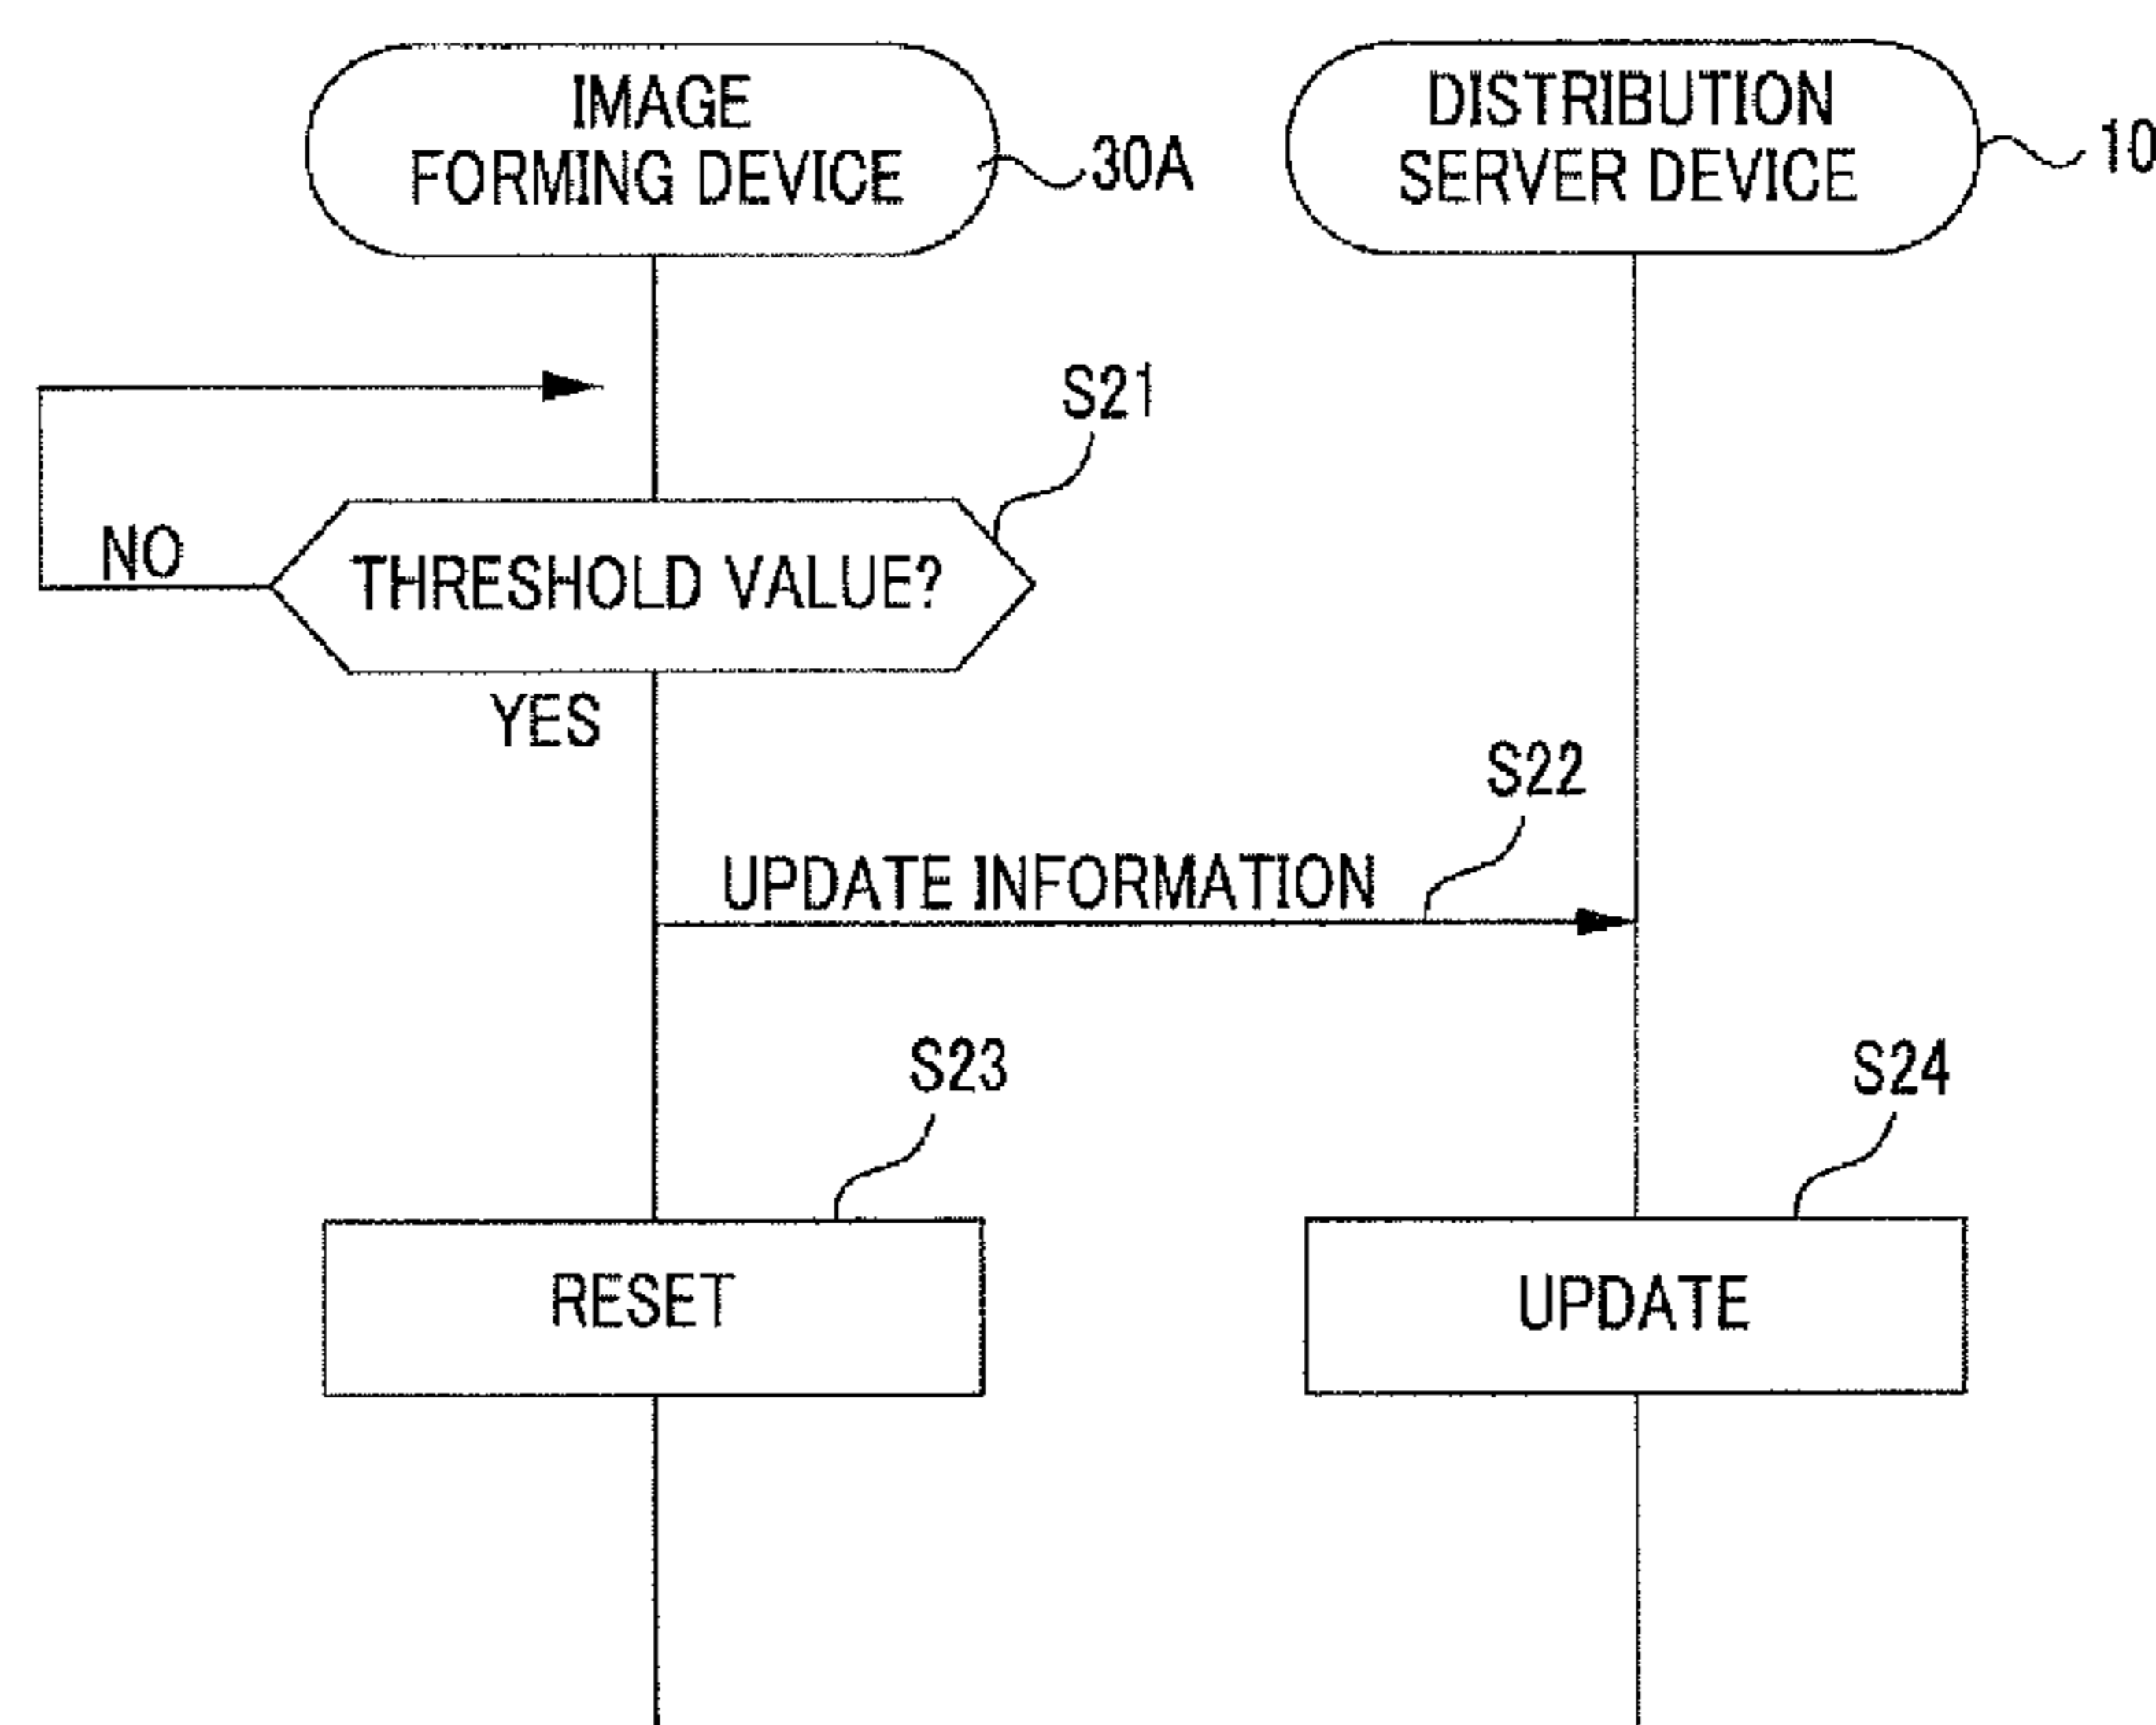 IMAGE
FORMING DEVICE
30A
DISTRIBUTION
SERVER DEVICE
10
S21
NO
THRESHOLD VALUE?
YES
S22
UPDATE INFORMATION
S23
S24
RESET
UPDATE